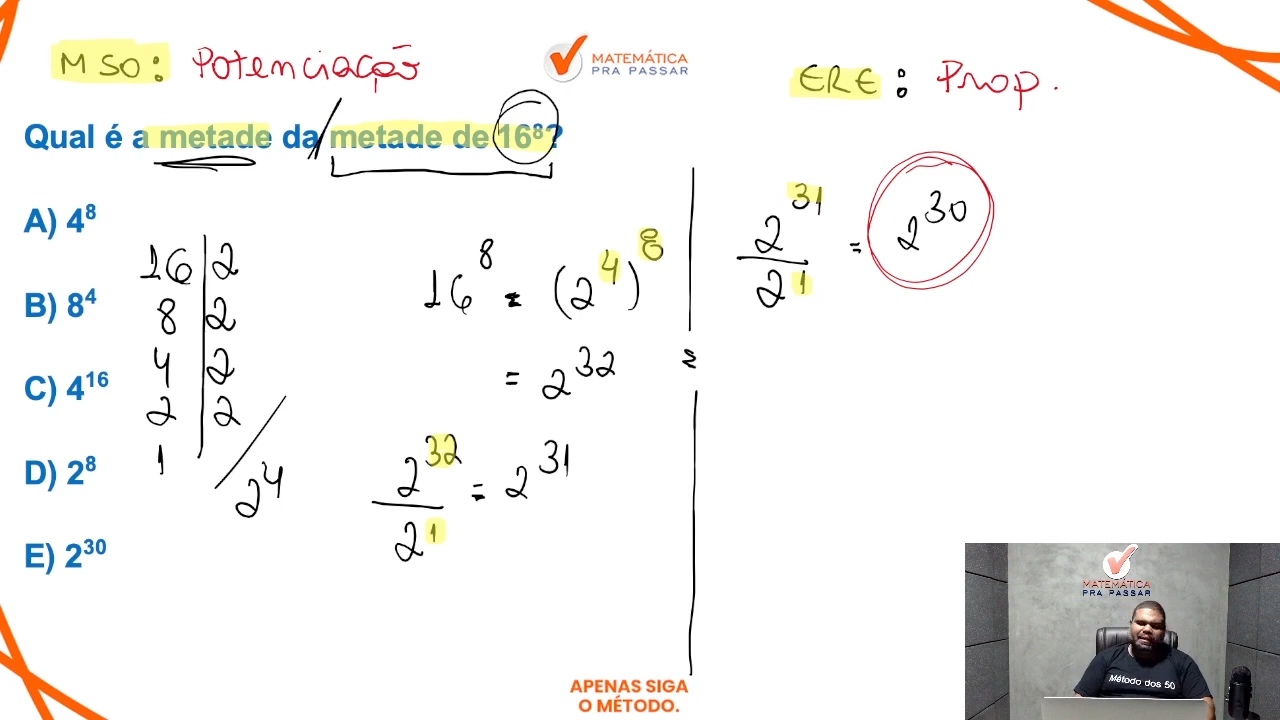 MSO: Potenciação
MATEMÁTICA
PRA PASSAR
ERE: Prop.
Qual é a metade da metade de 16⁸?
A) 4⁸
B) 8⁴
C) 4¹⁶
D) 2⁸
E) 2³⁰
16 | 2
8 | 2
4 | 2
2 | 2
1
2⁴
16⁸ = (2⁴)⁸
= 2³²
2³²/2¹ = 2³¹
=
2³¹/2¹ = 2³⁰
APENAS SIGA
O MÉTODO.
MATEMÁTICA
PRA PASSAR
Método dos 50